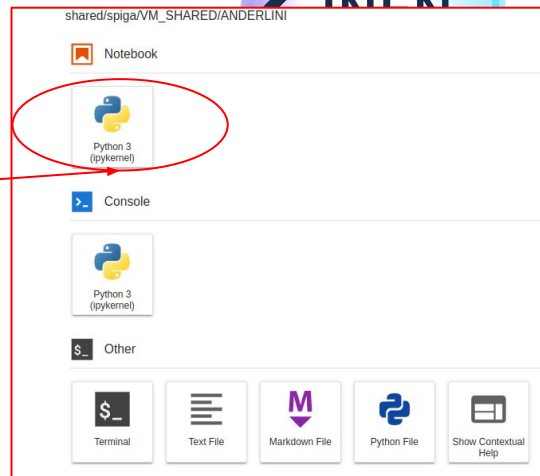 shared/spiga/VM_SHARED/ANDERLINI
Notebook
Python 3
(ipykernel)
>_ Console
Python 3
(ipykernel)
$_ Other
$_
M
Terminal
Text File
Markdown File
Python File
Show Contextual
Help